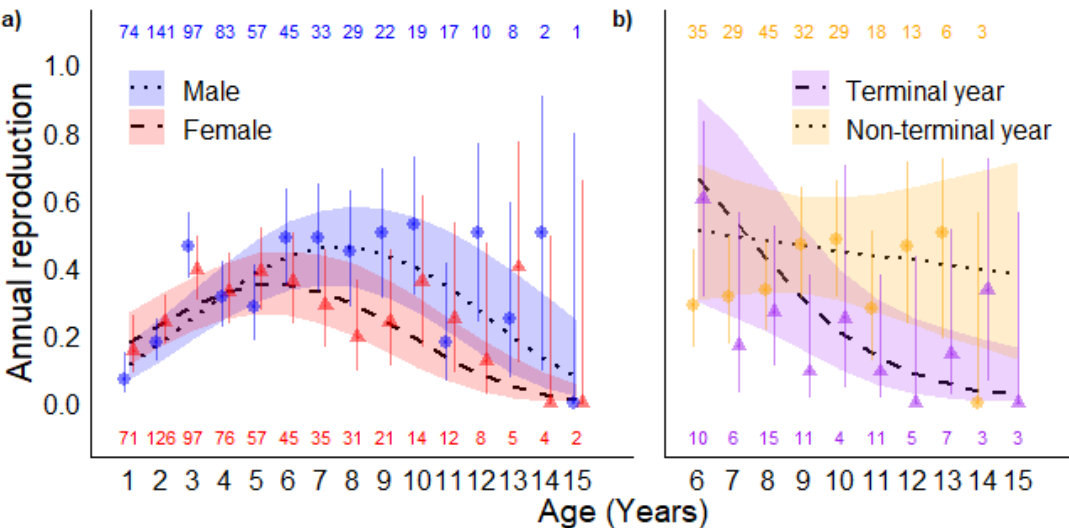 a)
74 141 97 83 57 45 33 29 22 19 17 10 8 2 1
Annual reproduction
1.0
0.8
0.6
0.4
0.2
0.0
Male
Female
71 126 97 76 57 45 35 31 21 14 12 8 5 4 2
1 2 3 4 5 6 7 8 9 10 11 12 13 14 15
b)
35 29 45 32 29 18 13 6 3
Terminal year
Non-terminal year
10 6 15 11 4 11 5 7 3 3
6 7 8 9 10 11 12 13 14 15
Age (Years)